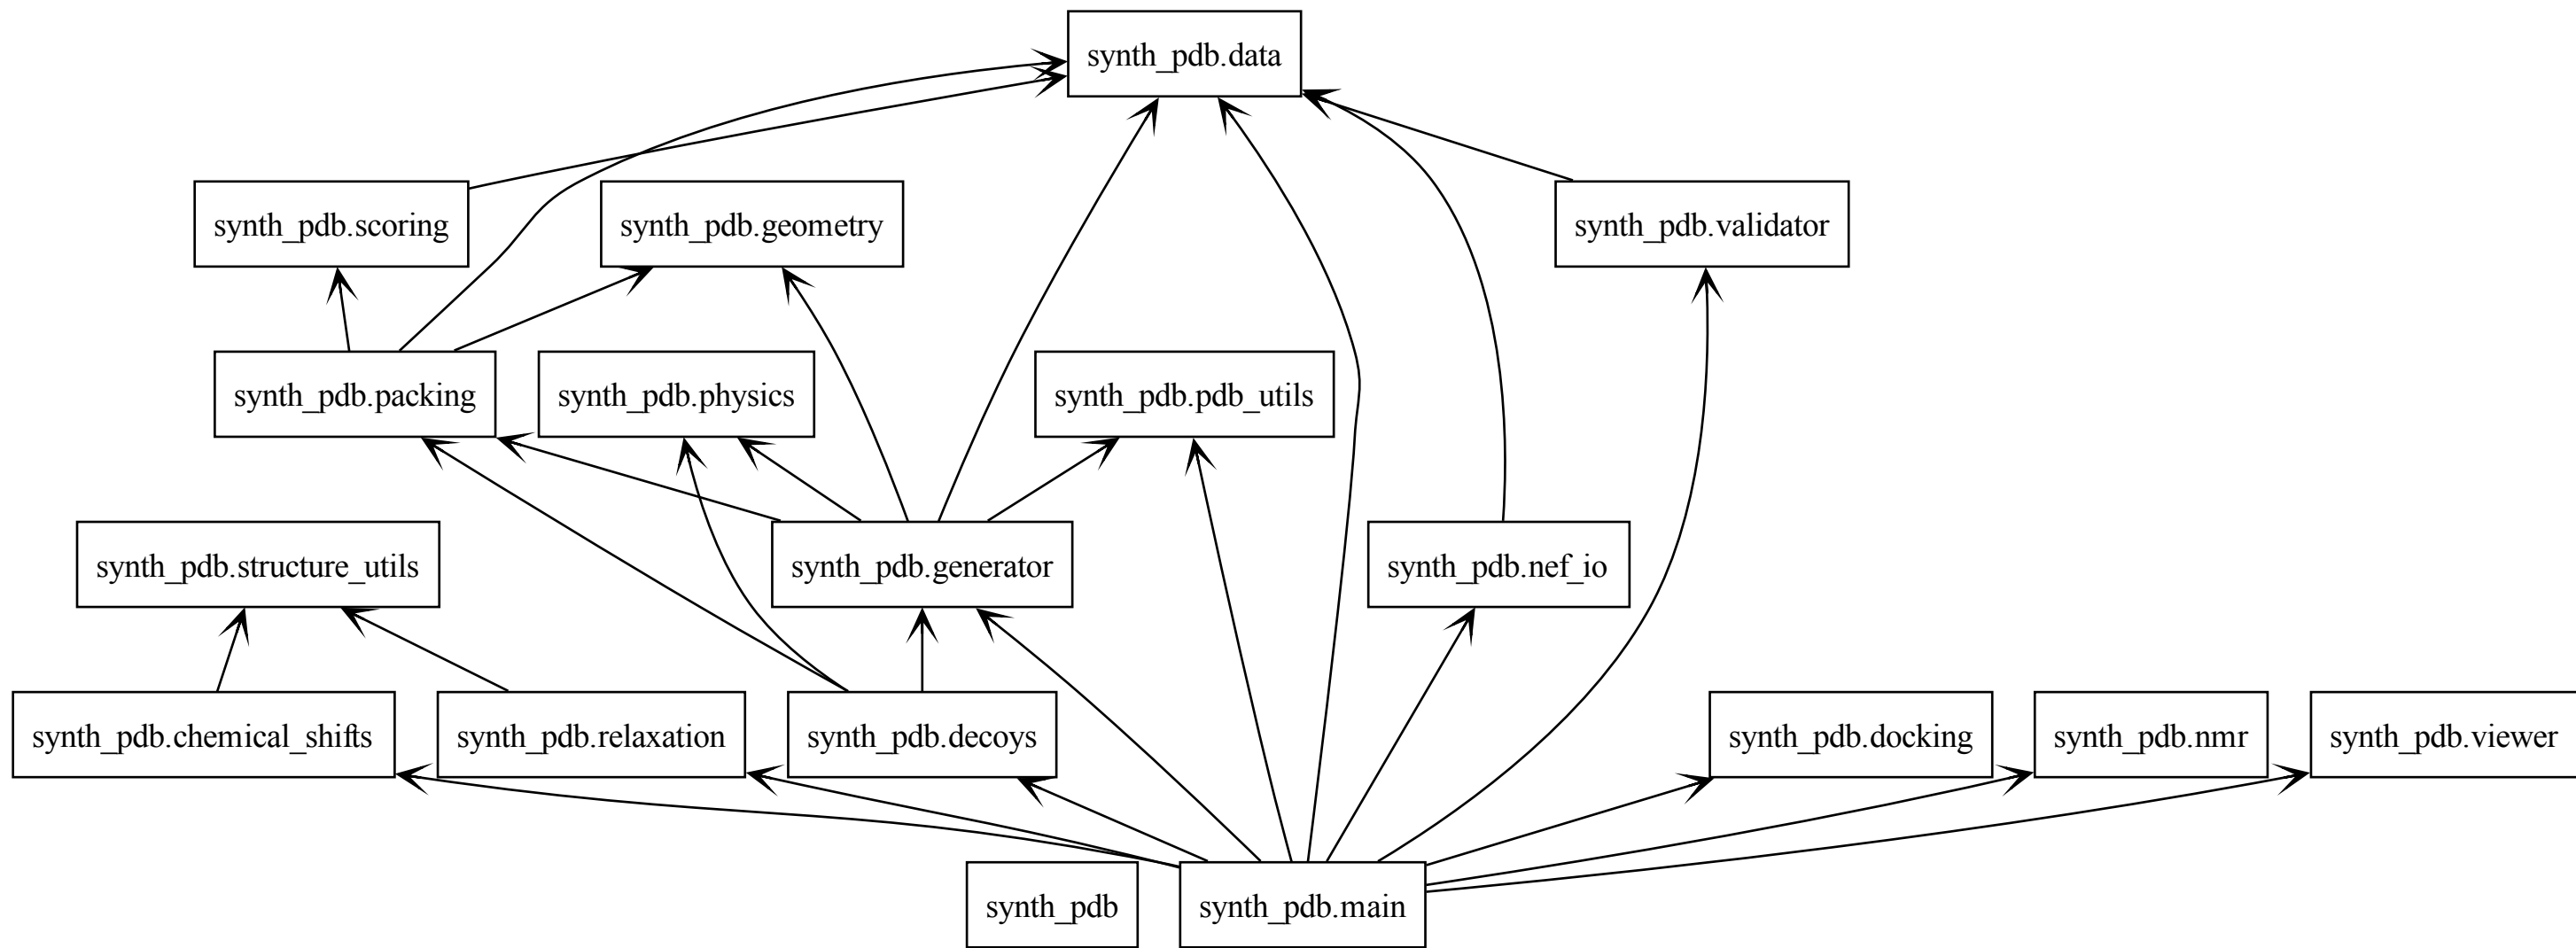 synth_pdb.data
synth_pdb.scoring
synth_pdb.geometry
synth_pdb.validator
synth_pdb.packing
synth_pdb.physics
synth_pdb.pdb_utils
synth_pdb.structure_utils
synth_pdb.generator
synth_pdb.nef_io
synth_pdb.chemical_shifts
synth_pdb.relaxation
synth_pdb.decoys
synth_pdb.docking
synth_pdb.nmr
synth_pdb.viewer
synth_pdb
synth_pdb.main